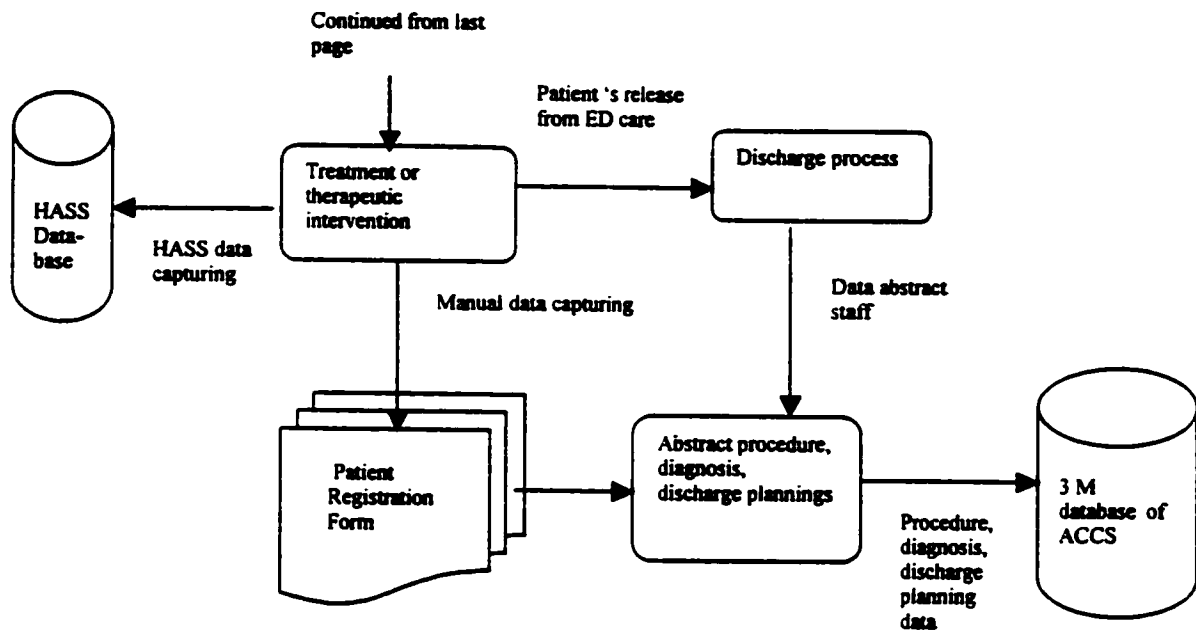 Continued from last
page
Patient 's release
from ED care
Treatment or
therapeutic
intervention
Discharge process
HASS
Data-
base
HASS data
capturing
Manual data capturing
Data abstract
staff
Patient
Registration
Form
Abstract procedure,
diagnosis,
discharge plannings
Procedure,
diagnosis,
discharge
planning
data
3 M
database of
ACCS